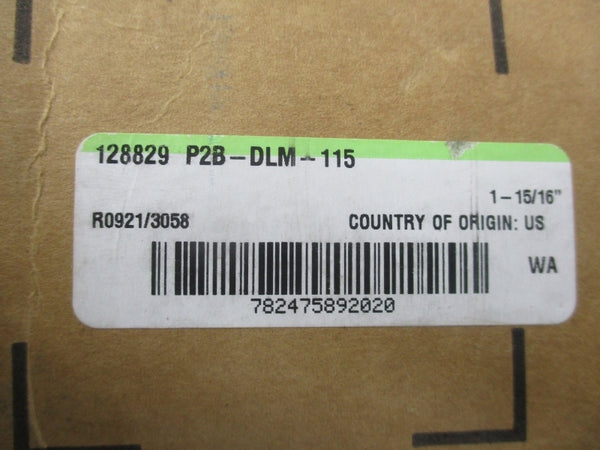 128829 P2B-DLM-115
1-15/16"
R0921/3058 COUNTRY OF ORIGIN: US
WA
782475892020